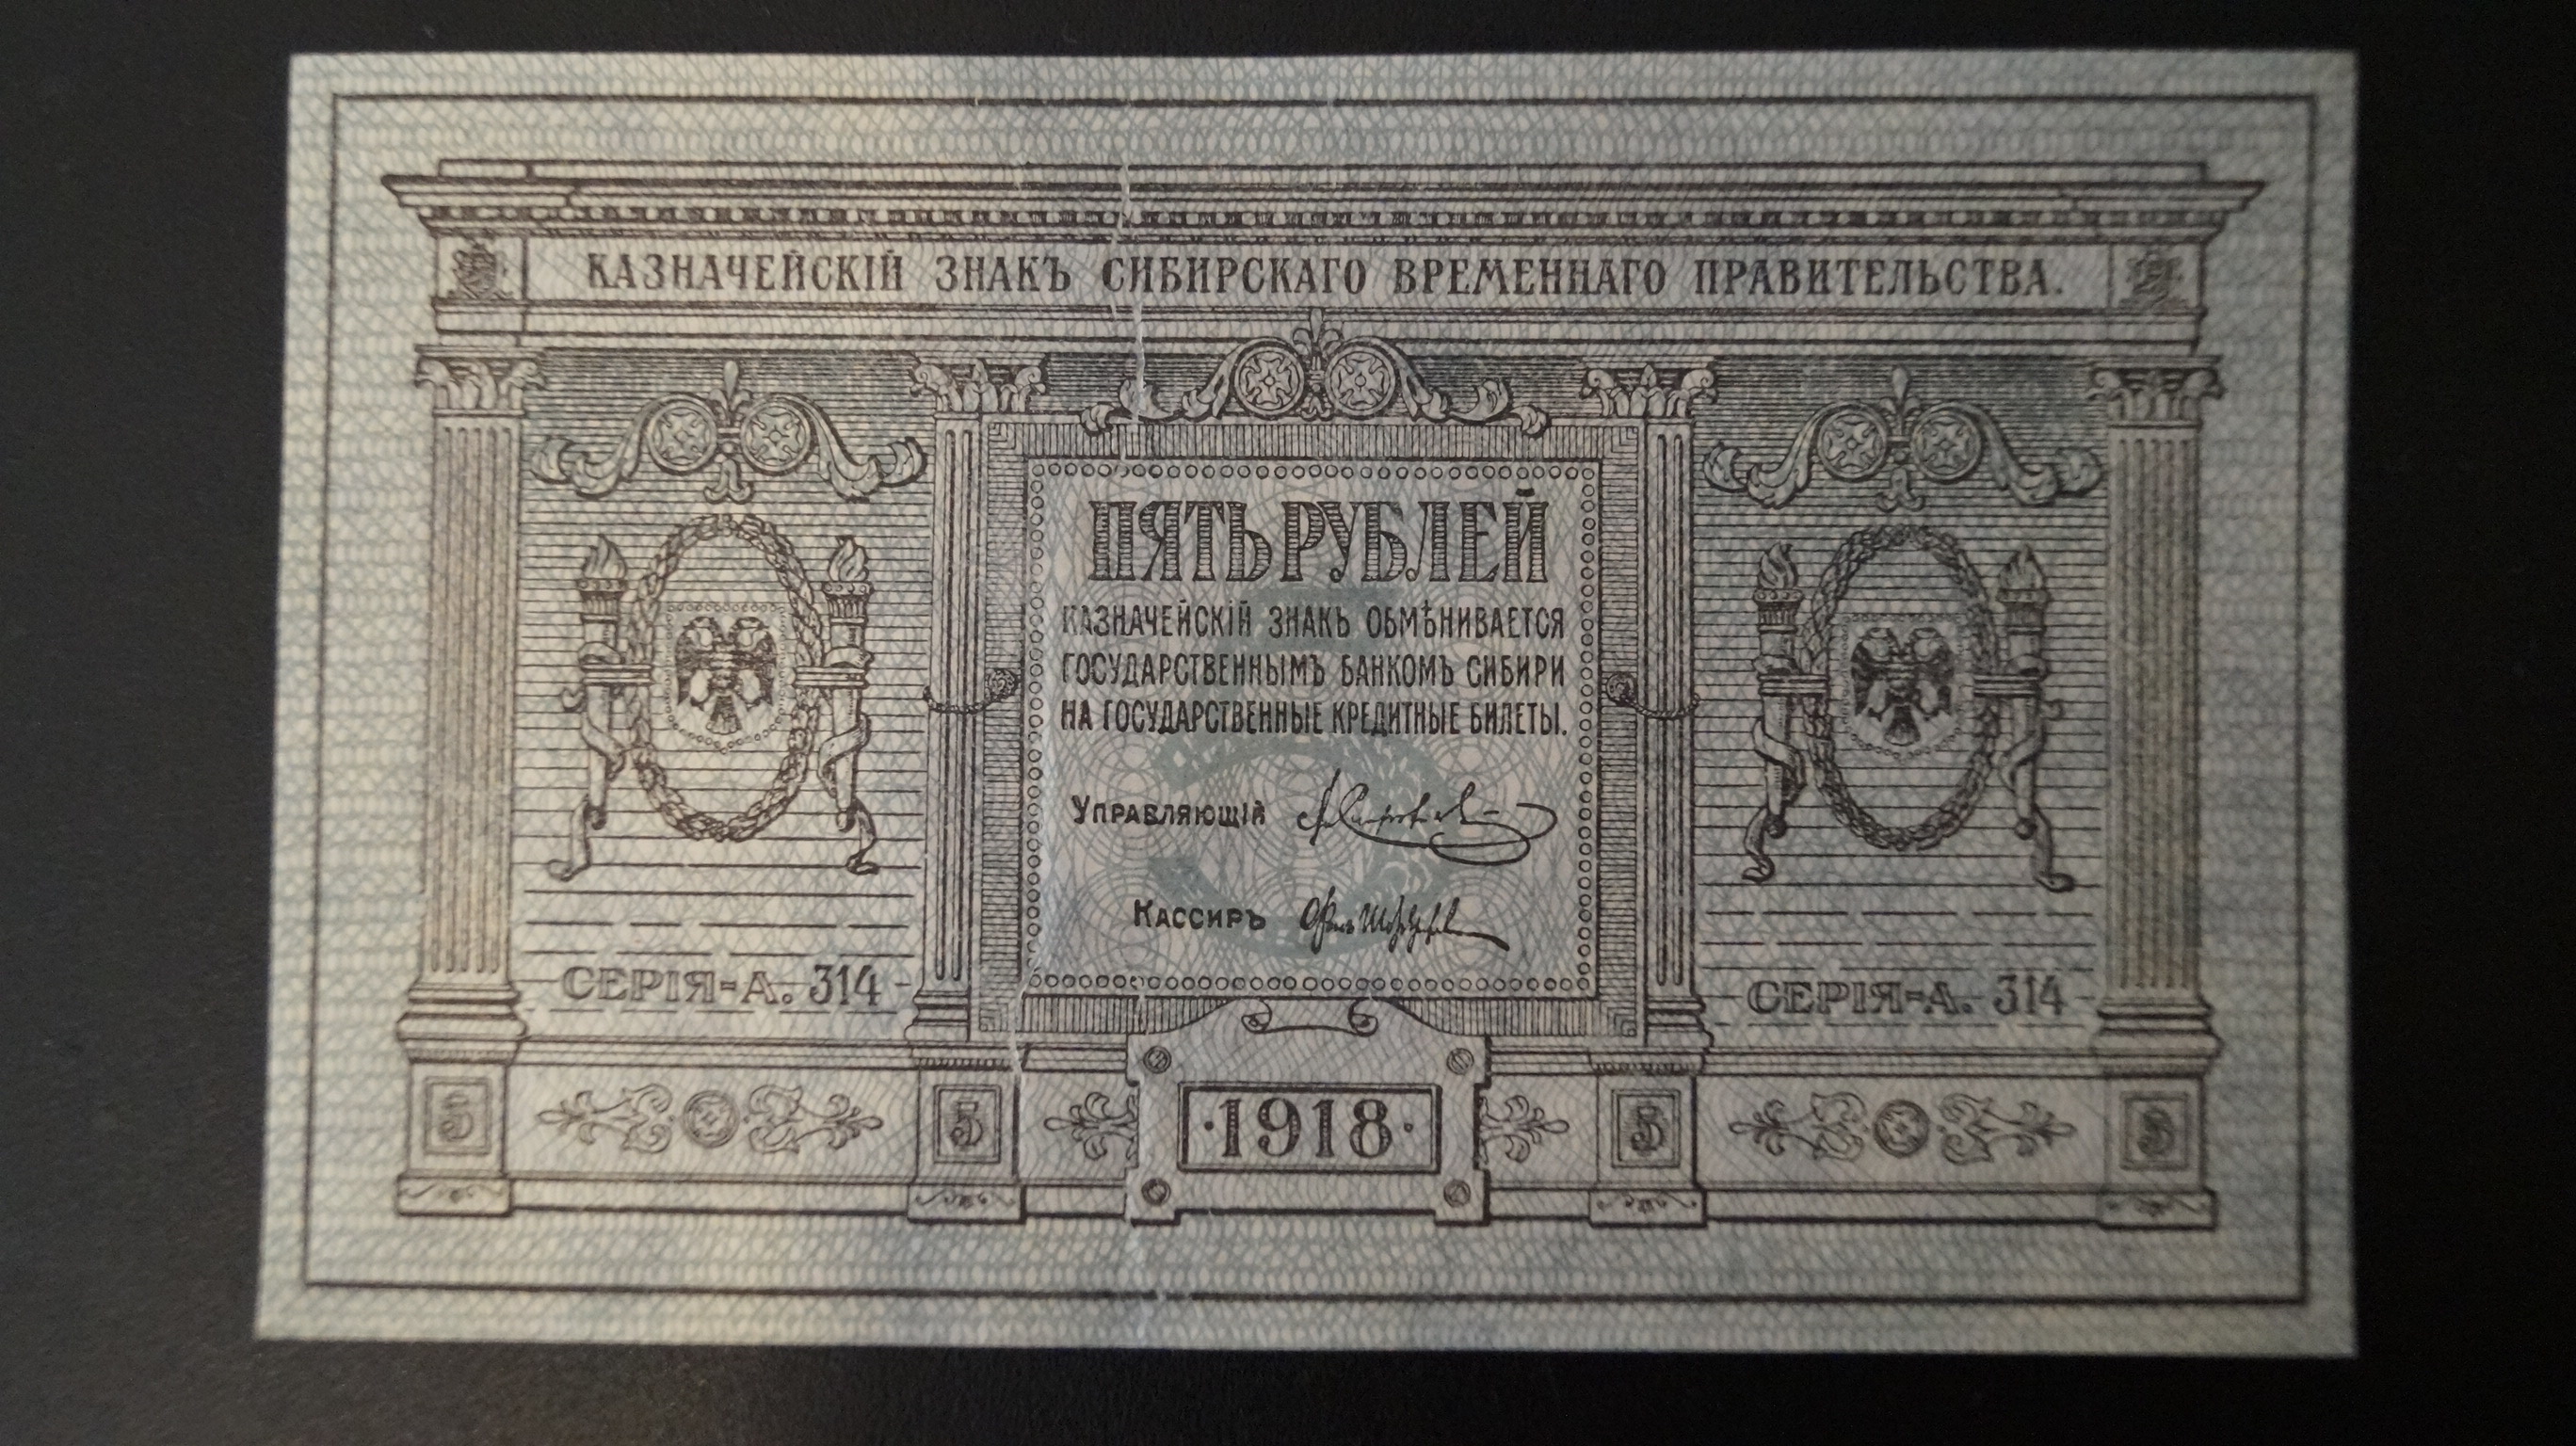 КАЗНАЧЕЙСКІЙ ЗНАКЪ СИБИРСКАГО ВРЕМЕННАГО ПРАВИТЕЛЬСТВА.
ПЯТЬ РУБЛЕЙ
КАЗНАЧЕЙСКІЙ ЗНАКЪ ОБМѢНИВАЕТСЯ
ГОСУДАРСТВЕННЫМЪ БАНКОМЪ СИБИРИ
НА ГОСУДАРСТВЕННЫЕ КРЕДИТНЫЕ БИЛЕТЫ.
УПРАВЛЯЮЩІЙ
КАССИРЪ
СЕРІЯ=А. 314
СЕРІЯ=А. 314
5
5
·1918·
5
5